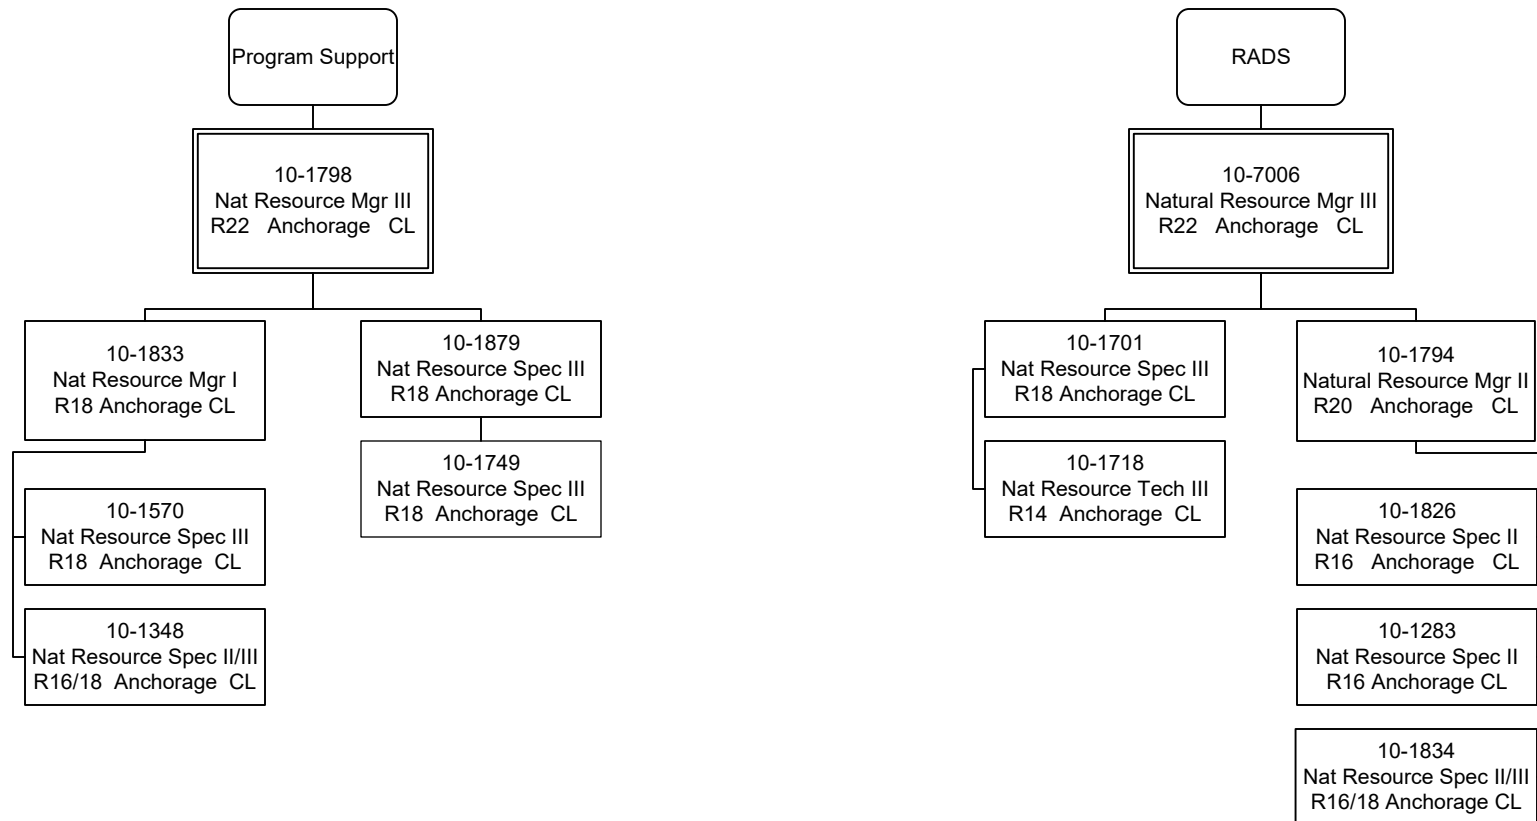 Program Support
10-1798
Nat Resource Mgr III
R22 Anchorage CL
10-1833
Nat Resource Mgr I
R18 Anchorage CL
10-1570
Nat Resource Spec III
R18 Anchorage CL
10-1348
Nat Resource Spec II/III
R16/18 Anchorage CL
10-1879
Nat Resource Spec III
R18 Anchorage CL
10-1749
Nat Resource Spec III
R18 Anchorage CL
RADS
10-7006
Natural Resource Mgr III
R22 Anchorage CL
10-1701
Nat Resource Spec III
R18 Anchorage CL
10-1718
Nat Resource Tech III
R14 Anchorage CL
10-1794
Natural Resource Mgr II
R20 Anchorage CL
10-1826
Nat Resource Spec II
R16 Anchorage CL
10-1283
Nat Resource Spec II
R16 Anchorage CL
10-1834
Nat Resource Spec II/III
R16/18 Anchorage CL